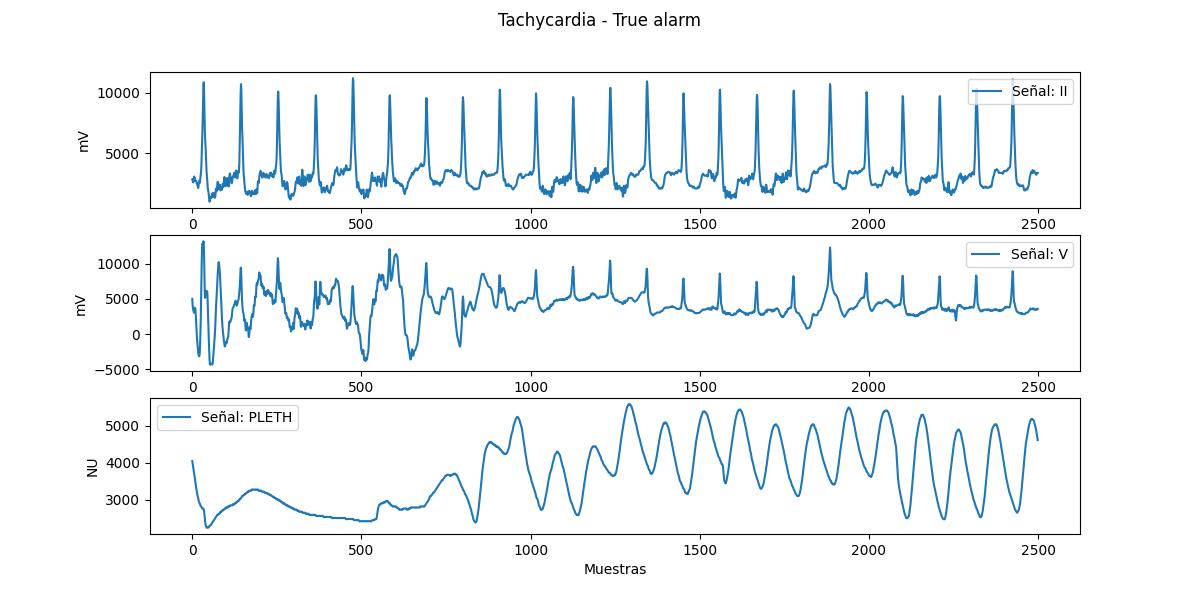 Tachycardia - True alarm
10000
5000
mV
Señal: II
0 500 1000 1500 2000 2500
10000
5000
0
−5000
mV
Señal: V
0 500 1000 1500 2000 2500
5000
4000
3000
NU
Señal: PLETH
0 500 1000 1500 2000 2500
Muestras